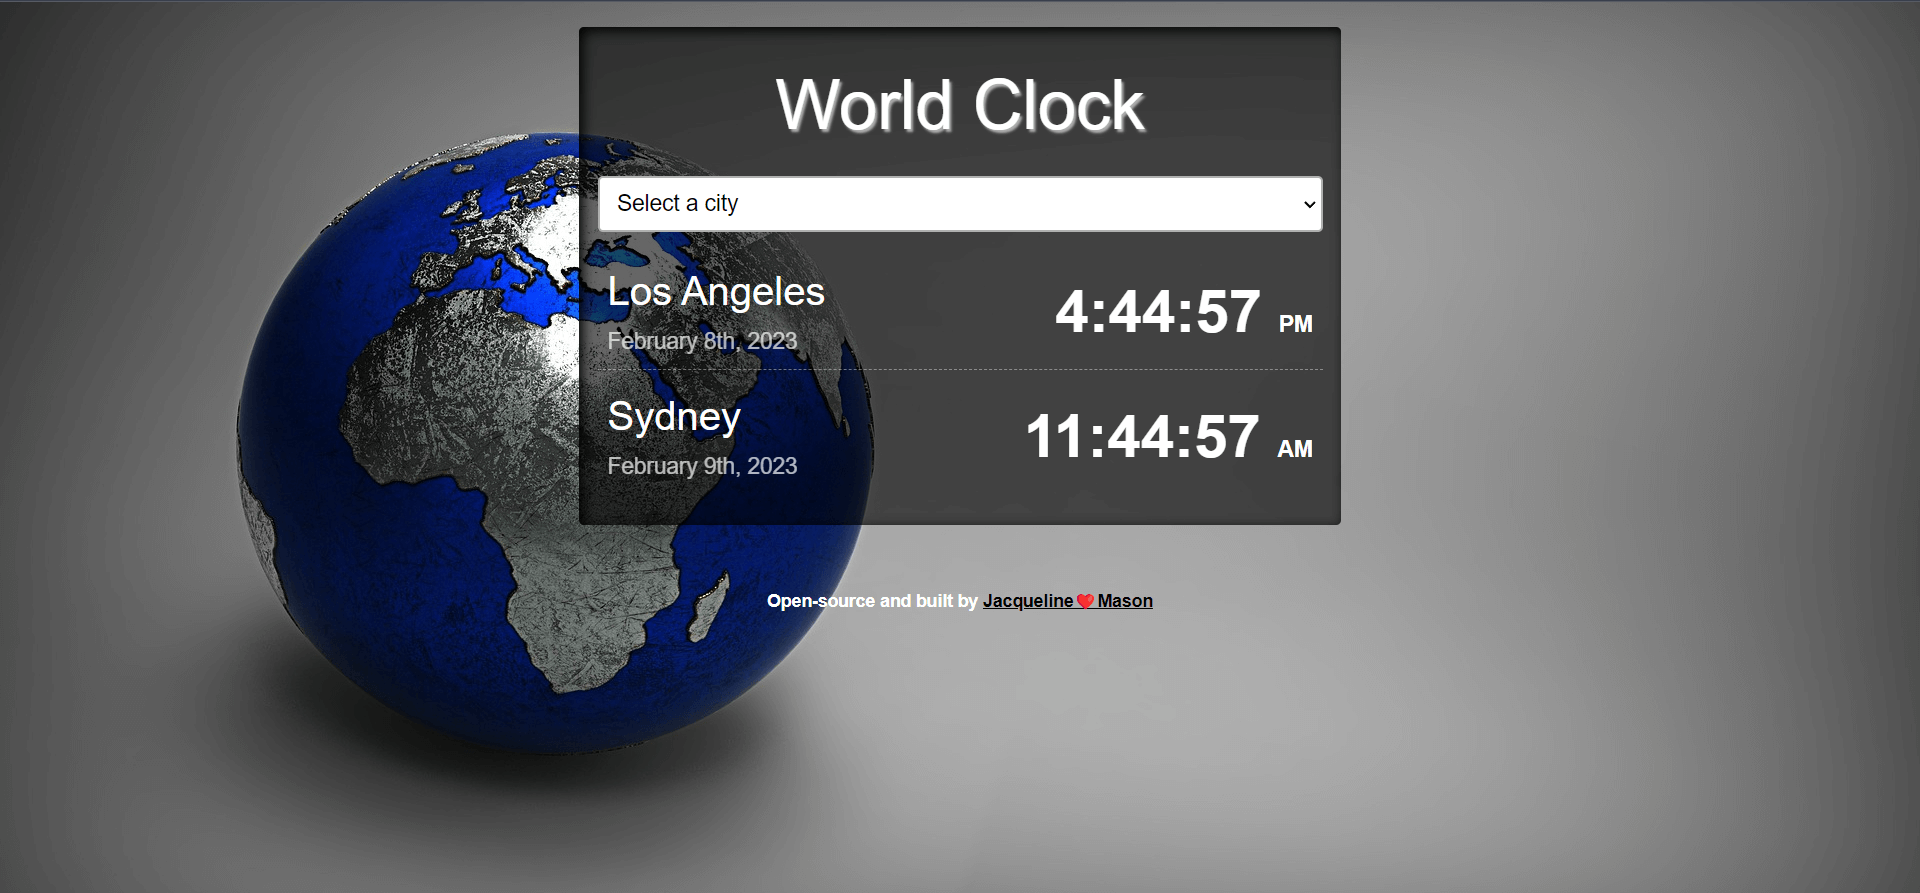 World Clock
Select a city
Los Angeles
February 8th, 2023
4:44:57 PM
Sydney
February 9th, 2023
11:44:57 AM
Open-source and built by Jacqueline❤️Mason